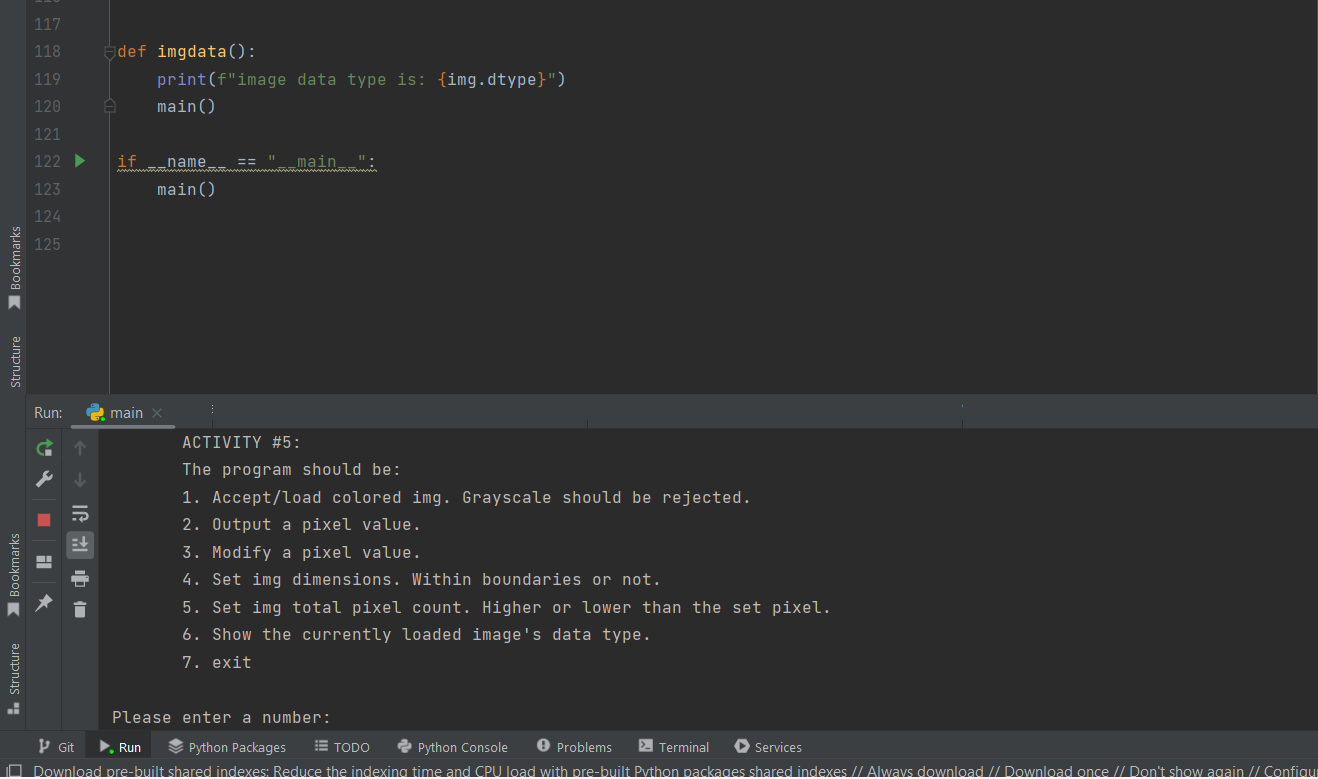 117
118 def imgdata():
119 print(f"image data type is: {img.dtype}")
120 main()
121
122 if __name__ == "__main__":
123 main()
124
125
Bookmarks
Structure
Run: main
ACTIVITY #5:
The program should be:
1. Accept/load colored img. Grayscale should be rejected.
2. Output a pixel value.
3. Modify a pixel value.
4. Set img dimensions. Within boundaries or not.
5. Set img total pixel count. Higher or lower than the set pixel.
6. Show the currently loaded image's data type.
7. exit
Please enter a number:
Bookmarks
Structure
Git Run Python Packages TODO Python Console Problems Terminal Services
Download pre-built shared indexes: Reduce the indexing time and CPU load with pre-built Python packages shared indexes // Always download // Download once // Don't show again // Configu